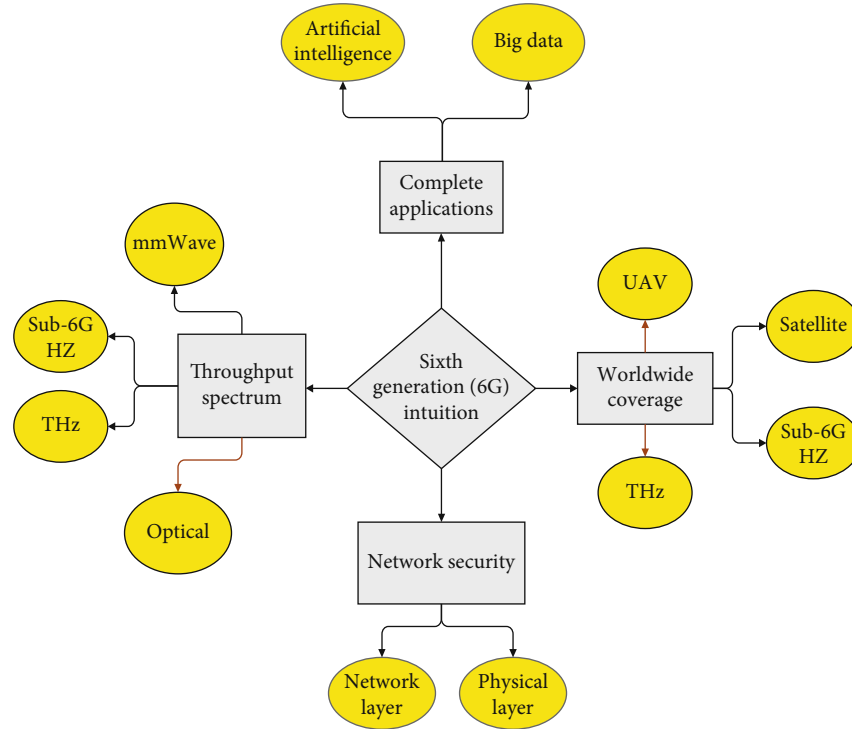 Artificial
intelligence
Big data
Complete
applications
mmWave
UAV
Sub-6G
HZ
Satellite
Throughput
spectrum
Sixth
generation (6G)
intuition
Worldwide
coverage
THz
Sub-6G
HZ
THz
Optical
Network security
Network
layer
Physical
layer